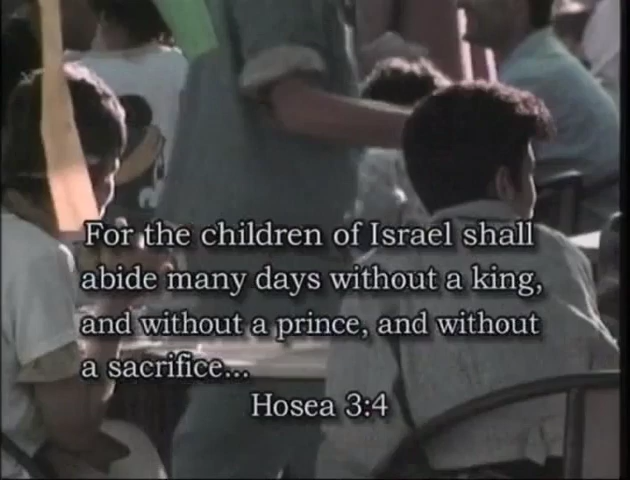 For the children of Israel shall
abide many days without a king,
and without a prince, and without
a sacrifice...
Hosea 3:4